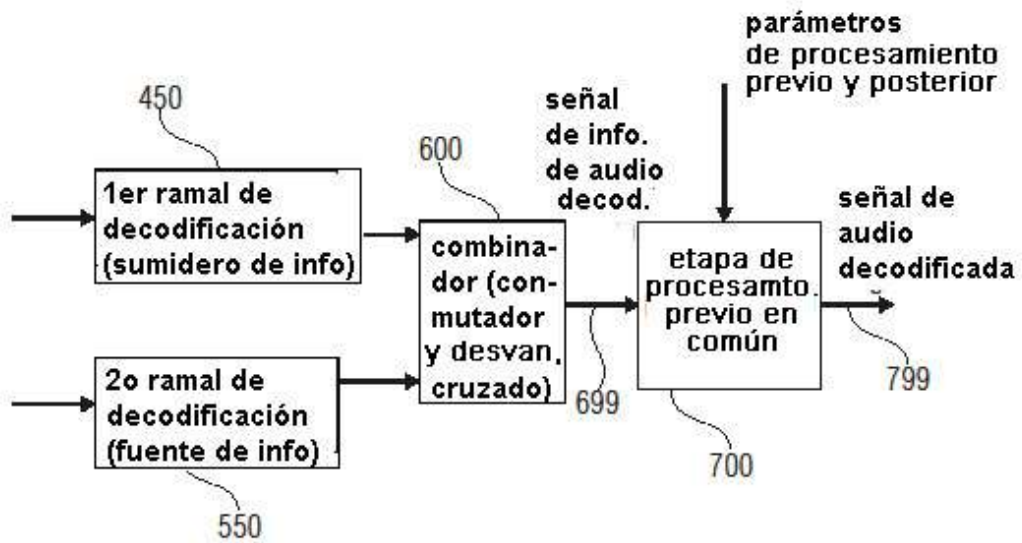 parámetros
de procesamiento
previo y posterior
450
1er ramal de
decodificación
(sumidero de info)
600
combina-
dor (con-
mutador
y desvan,
cruzado)
señal
de info.
de audio
decod.
699
etapa de
procesamto.
previo en
común
700
señal de
audio
decodificada
799
2o ramal de
decodificación
(fuente de info)
550